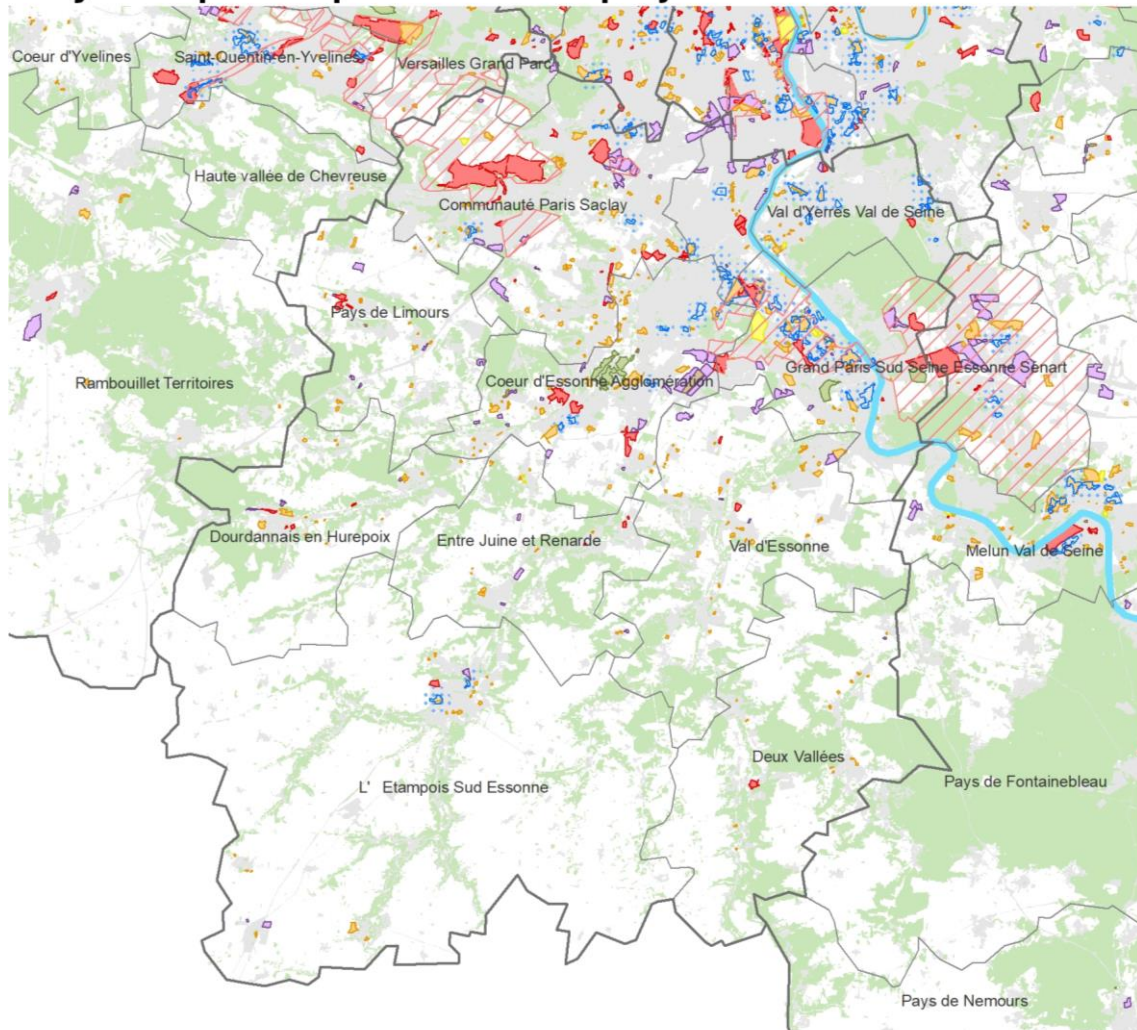 Coeur d'Yvelines
Saint-Quentin-en-Yvelines
Versailles Grand Parc
Haute vallée de Chevreuse
Communauté Paris Saclay
Val d'Yerres Val de Seine
Pays de Limours
Rambouillet Territoires
Coeur d'Essonne Agglomération
Grand Paris Sud Seine Essonne Sénart
Dourdannais en Hurepoix
Entre Juine et Renarde
Val d'Essonne
Melun Val de Seine
Deux Vallées
L' Etampois Sud Essonne
Pays de Fontainebleau
Pays de Nemours